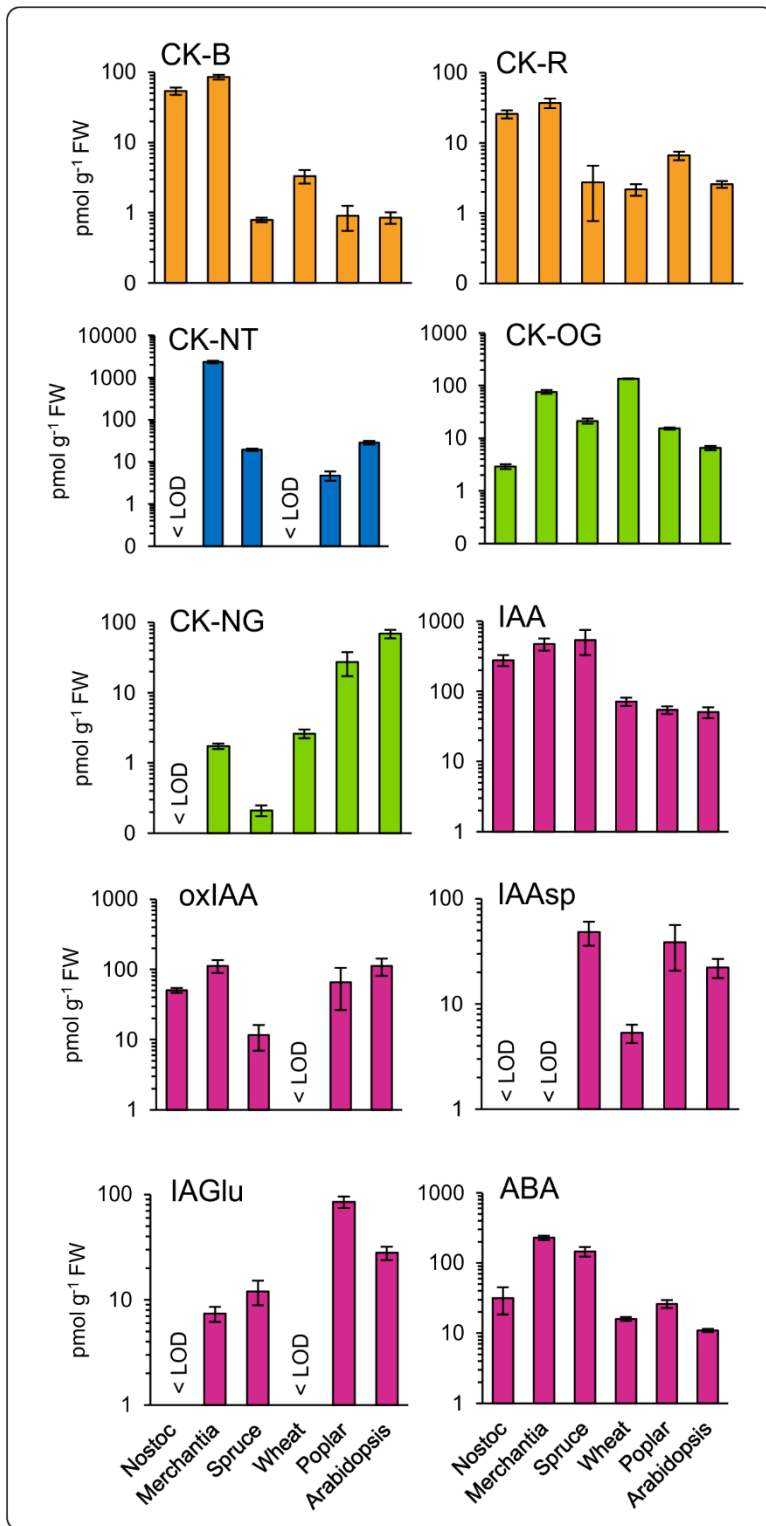 CK-B
100
10
1
0
pmol g⁻¹ FW
CK-R
100
10
1
0
CK-NT
10000
1000
100
10
1
0
pmol g⁻¹ FW
< LOD
< LOD
CK-OG
1000
100
10
1
0
CK-NG
100
10
1
0
pmol g⁻¹ FW
< LOD
IAA
1000
100
10
1
oxIAA
1000
100
10
1
pmol g⁻¹ FW
< LOD
IAAsp
100
10
1
< LOD
< LOD
IAGlu
100
10
1
pmol g⁻¹ FW
< LOD
< LOD
Nostoc
Merchantia
Spruce
Wheat
Poplar
Arabidopsis
ABA
1000
100
10
1
Nostoc
Merchantia
Spruce
Wheat
Poplar
Arabidopsis